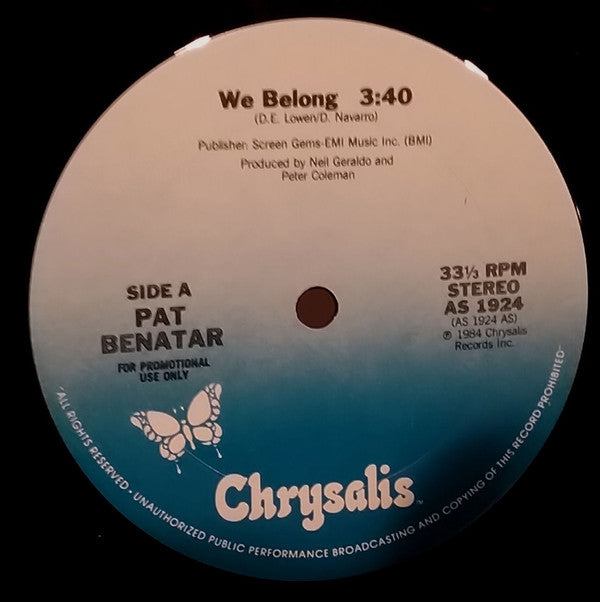 We Belong 3:40
(D.E. Lowen/D. Navarro)
Publisher: Screen Gems-EMI Music Inc. (BMI)
Produced by Neil Geraldo and
Peter Coleman
SIDE A
PAT
BENATAR
FOR PROMOTIONAL
USE ONLY
33⅓ RPM
STEREO
AS 1924
(AS 1924 AS)
℗ 1984 Chrysalis
Records Inc.
Chrysalis™
ALL RIGHTS RESERVED - UNAUTHORIZED PUBLIC PERFORMANCE BROADCASTING AND COPYING OF THIS RECORD PROHIBITED